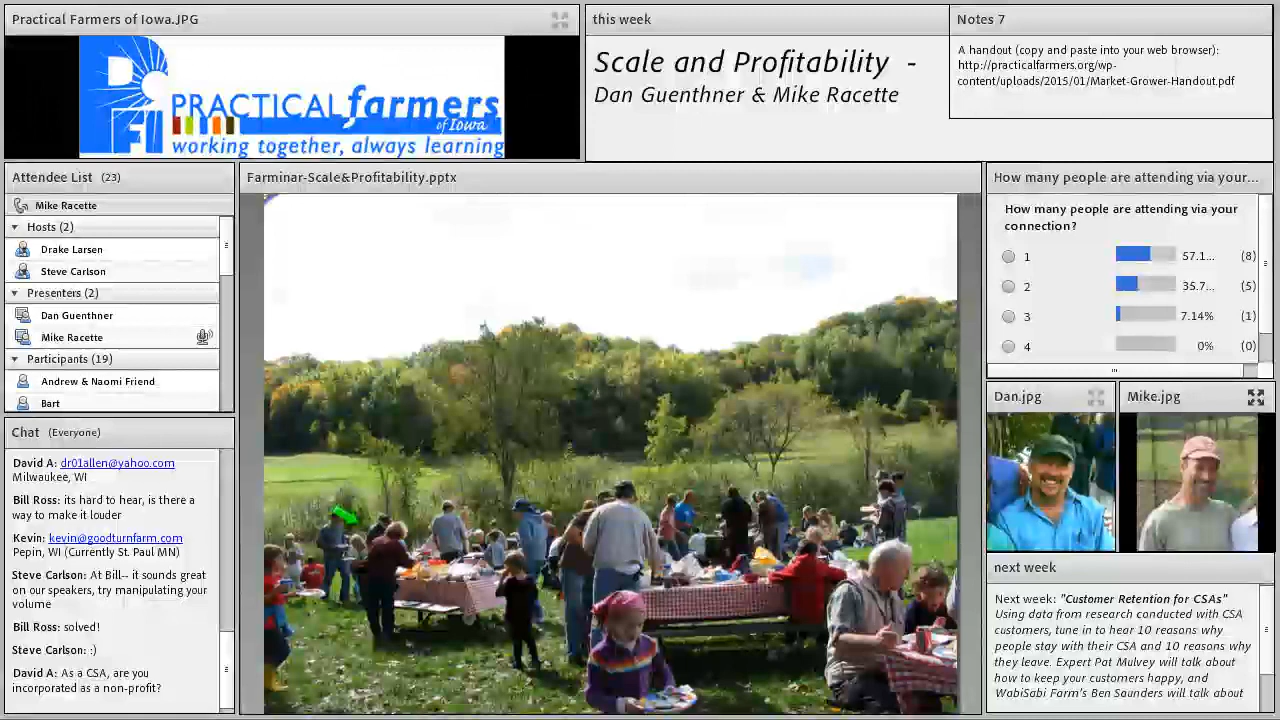 Practical Farmers of Iowa.JPG
PRACTICAL farmers
of Iowa
PFI
working together, always learning
this week
Scale and Profitability -
Dan Guenthner & Mike Racette
Notes 7
A handout (copy and paste into your web browser):
http://practicalfarmers.org/wp-
content/uploads/2015/01/Market-Grower-Handout.pdf
Attendee List (23)
Mike Racette
Hosts (2)
Drake Larsen
Steve Carlson
Presenters (2)
Dan Guenthner
Mike Racette
Participants (19)
Andrew & Naomi Friend
Bart
Chat (Everyone)
David A: dr01allen@yahoo.com
Milwaukee, WI
Bill Ross: its hard to hear, is there a
way to make it louder
Kevin: kevin@goodturnfarm.com
Pepin, WI (Currently St. Paul MN)
Steve Carlson: At Bill-- it sounds great
on our speakers, try manipulating your
volume
Bill Ross: solved!
Steve Carlson: :)
David A: As a CSA, are you
incorporated as a non-profit?
Farminar-Scale&Profitability.pptx
How many people are attending via your...
How many people are attending via your
connection?
1 57.1... (8)
2 35.7... (5)
3 7.14% (1)
4 0% (0)
Dan.jpg
Mike.jpg
next week
Next week: "Customer Retention for CSAs"
Using data from research conducted with CSA
customers, tune in to hear 10 reasons why
people stay with their CSA and 10 reasons why
they leave. Expert Pat Mulvey will talk about
how to keep your customers happy, and
WabiSabi Farm's Ben Saunders will talk about